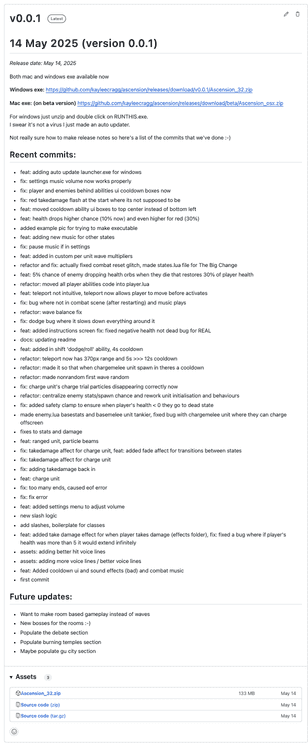 v0.0.1 Latest
14 May 2025 (version 0.0.1)
Release date: May 14, 2025
Both mac and windows exe available now
Windows exe: https://github.com/kayleecragg/ascension/releases/download/v0.0.1/Ascension_32.zip
Mac exe: (on beta version) https://github.com/kayleecragg/ascension/releases/download/beta/Ascension_osx.zip
For windows just unzip and double click on RUNTHIS.exe.
I swear it's not a virus I just made an auto updater.
Not really sure how to make release notes so here's a list of the commits that we've done :-)
Recent commits:
feat: adding auto update launcher.exe for windows
fix: settings music volume now works properly
fix: player and enemies behind abilities ui cooldown boxes now
fix: red takedamage flash at the start where its not supposed to be
feat: moved cooldown ability ui boxes to top center instead of bottom left
feat: health drops higher chance (10% now) and even higher for red (30%)
added example pic for trying to make executable
feat: adding new music for other states
fix: pause music if in settings
feat: added in custom per unit wave multipliers
refactor and fix: actually fixed combat reset glitch, made states.lua file for The Big Change
feat: 5% chance of enemy dropping health orbs when they die that restores 30% of player health
refactor: moved all player abilities code into player.lua
feat: teleport not intuitive, teleport now allows player to move before activates
fix: bug where not in combat scene (after restarting) and music plays
refactor: wave balance fix
fix: dodge bug where it slows down everything around it
feat: added instructions screen fix: fixed negative health not dead bug for REAL
docs: updating readme
feat: added in shift 'dodge/roll' ability, 4s cooldown
refactor: teleport now has 370px range and 5s >>> 12s cooldown
refactor: made it so that when chargemelee unit spawn in theres a cooldown
refactor: made nonrandom first wave random
fix: charge unit's charge trial particles disappearing correctly now
refactor: centralize enemy stats/spawn chance and rework unit initialisation and behaviours
fix: added safety clamp to ensure when player's health < 0 they go to dead state
made enemy.lua basestats and basemelee unit tankier, fixed bug with chargemelee unit where they can charge
offscreen
fixes to stats and damage
feat: ranged unit, particle beams
fix: takedamage affect for charge unit, feat: added fade affect for transitions between states
fix: takedamage affect for charge unit
fix: adding takedamage back in
feat: charge unit
fix: too many ends, caused eof error
fix: fix error
feat: added settings menu to adjust volume
new slash logic
add slashes, boilerplate for classes
feat: added take damage effect for when player takes damage (effects folder), fix: fixed a bug where if player's
health was more than 5 it would extend infinitely
assets: adding better hit voice lines
assets: adding more voice lines / better voice lines
feat: Added cooldown ui and sound effects (bad) and combat music
first commit
Future updates:
Want to make room based gameplay instead of waves
New bosses for the rooms :-)
Populate the debate section
Populate burning temples section
Maybe populate gu city section
Assets 3
Ascension_32.zip 133 MB May 14
Source code (zip) May 14
Source code (tar.gz) May 14